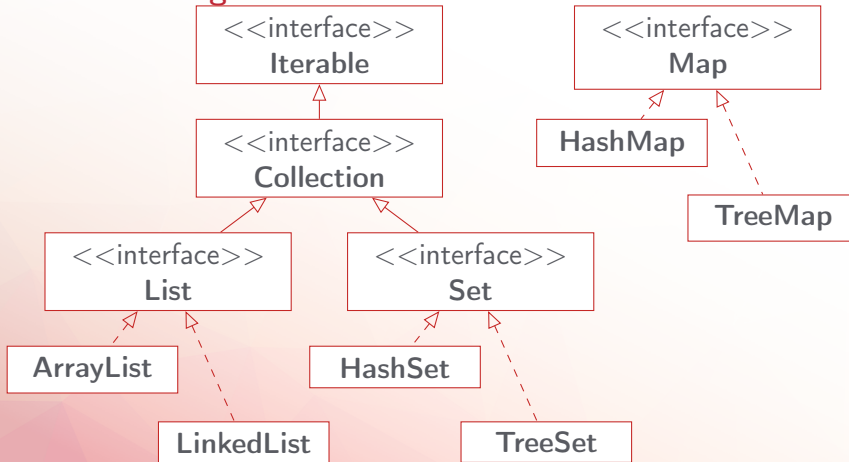 <<interface>>
Iterable
<<interface>>
Map
<<interface>>
Collection
HashMap
TreeMap
<<interface>>
List
<<interface>>
Set
ArrayList
HashSet
LinkedList
TreeSet